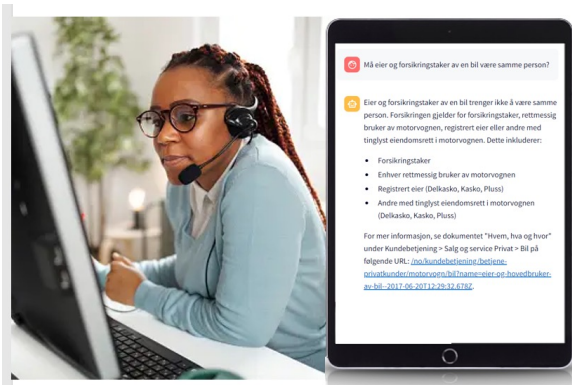 Må eier og forsikringstaker av en bil være samme person?
Eier og forsikringstaker av en bil trenger ikke å være samme
person. Forsikringen gjelder for forsikringstaker, rettmessig
bruker av motorvognen, registrert eier eller andre med
tinglyst eiendomsrett i motorvognen. Dette inkluderer:
• Forsikringstaker
• Enhver rettmessig bruker av motorvognen
• Registrert eier (Delkasko, Kasko, Pluss)
• Andre med tinglyst eiendomsrett i motorvognen
(Delkasko, Kasko, Pluss)
For mer informasjon, se dokumentet "Hvem, hva og hvor"
under Kundebetjening > Salg og service Privat > Bil på
følgende URL: /no/kundebetjening/betjene-
privatkunder/motorvogn/bil?name=eier-og-hovedbruker-
av-bil--2017-06-20T12:29:32.678Z.